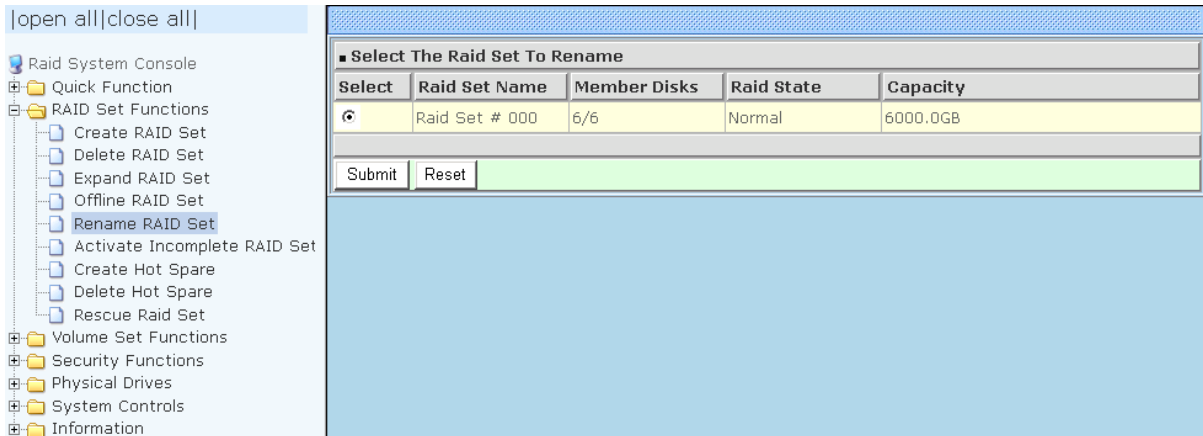 |open all|close all|
Raid System Console
Quick Function
RAID Set Functions
Create RAID Set
Delete RAID Set
Expand RAID Set
Offline RAID Set
Rename RAID Set
Activate Incomplete RAID Set
Create Hot Spare
Delete Hot Spare
Rescue Raid Set
Volume Set Functions
Security Functions
Physical Drives
System Controls
Information
Select The Raid Set To Rename
Select Raid Set Name Member Disks Raid State Capacity
Raid Set # 000 6/6 Normal 6000.0GB
Submit Reset